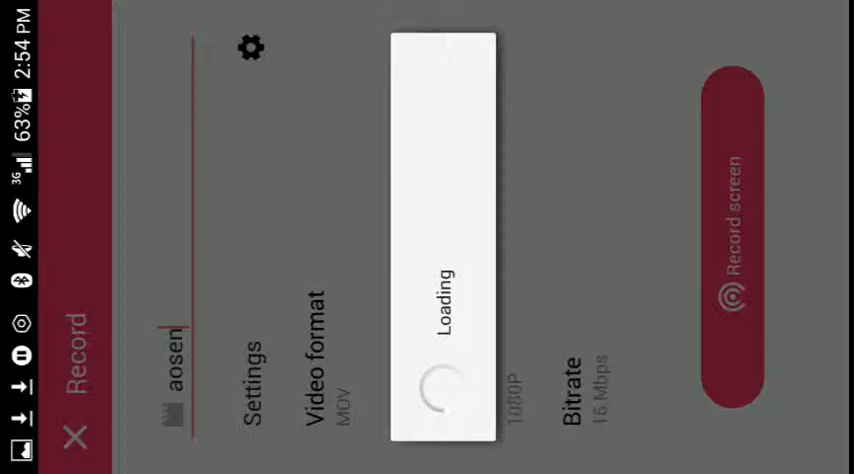 3G 63% 2:54 PM
Record
aosen
Settings
Video format
MOV
Loading
1080P
Bitrate
16 Mbps
Record screen